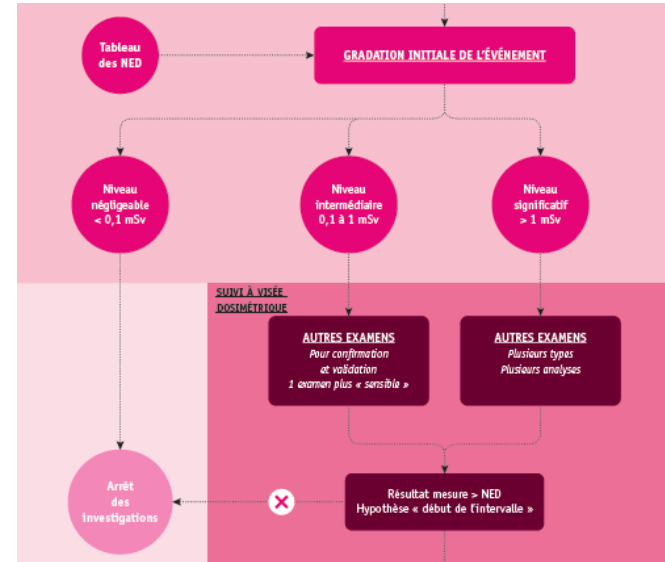 Tableau
des NED
GRADATION INITIALE DE L'ÉVÉNEMENT
Niveau
négligeable
< 0,1 mSv
Niveau
intermédiaire
0,1 à 1 mSv
Niveau
significatif
> 1 mSv
SUIVI À VISÉE
DOSIMÉTRIQUE
AUTRES EXAMENS
Pour confirmation
et validation
1 examen plus « sensible »
AUTRES EXAMENS
Plusieurs types
Plusieurs analyses
Arrêt
des
investigations
Résultat mesure > NED
Hypothèse « début de l'intervalle »